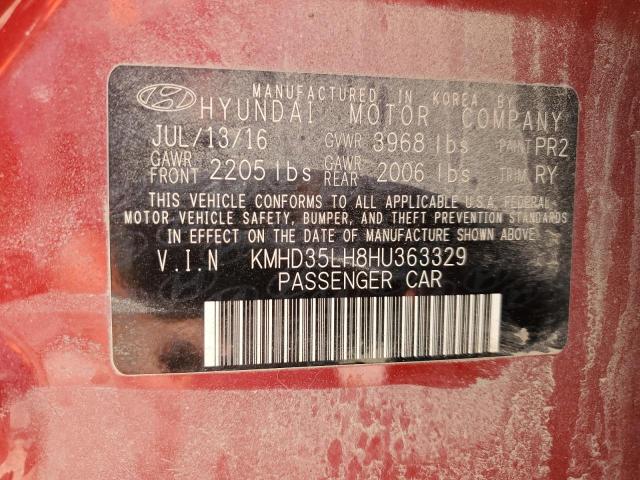 MANUFACTURED IN KOREA BY
HYUNDAI MOTOR COMPANY
JUL/13/16 GVWR 3968 lbs PAINT PR2
GAWR FRONT 2205 lbs GAWR REAR 2006 lbs TRIM RY
THIS VEHICLE CONFORMS TO ALL APPLICABLE U.S.A. FEDERAL
MOTOR VEHICLE SAFETY, BUMPER, AND THEFT PREVENTION
STANDARDS IN EFFECT ON THE DATE OF MANUFACTURE SHOWN ABOVE.
V.I.N KMHD35LH8HU363329
PASSENGER CAR